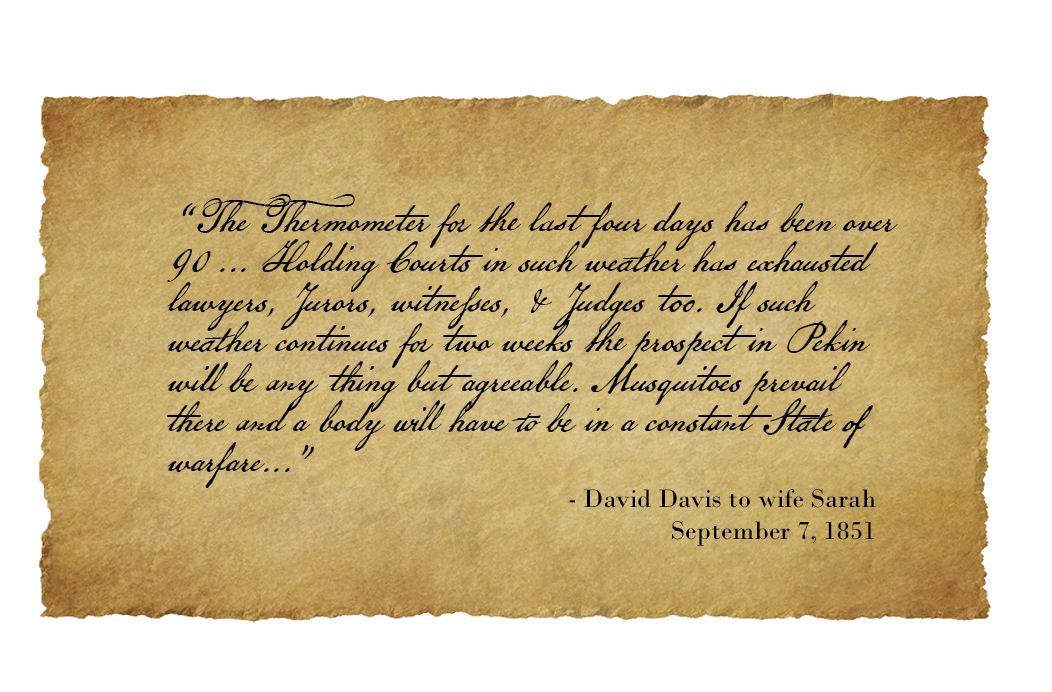 “The Thermometer for the last four days has been over
90 ... Holding Courts in such weather has exhausted
lawyers, Jurors, witneſses, & Judges too. If such
weather continues for two weeks the prospect in Pekin
will be any thing but agreeable. Musquitoes prevail
there and a body will have to be in a constant State of
warfare...”
- David Davis to wife Sarah
September 7, 1851